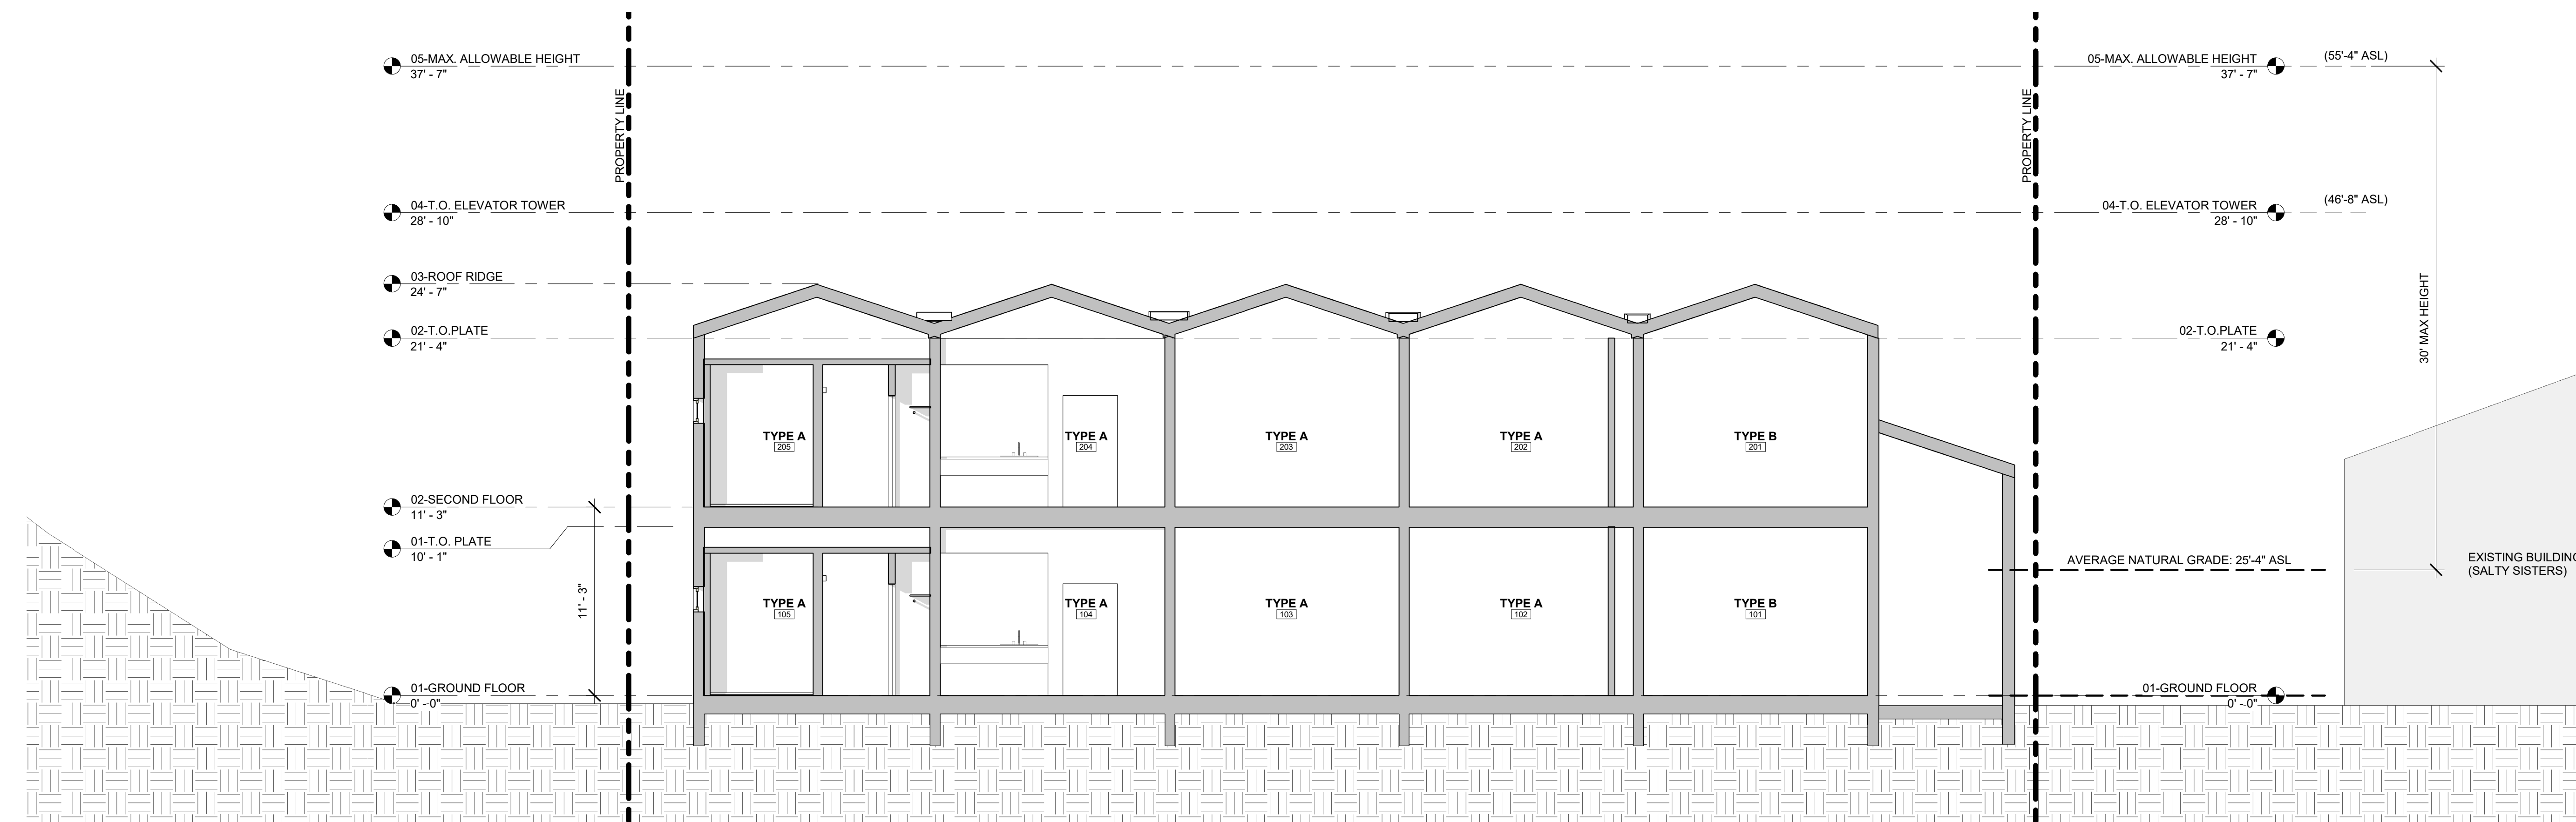 05-MAX. ALLOWABLE HEIGHT
37' - 7"
05-MAX. ALLOWABLE HEIGHT
37' - 7"
(55'-4" ASL)
PROPERTY LINE
PROPERTY LINE
04-T.O. ELEVATOR TOWER
28' - 10"
04-T.O. ELEVATOR TOWER
28' - 10"
(46'-8" ASL)
03-ROOF RIDGE
24' - 7"
30' MAX HEIGHT
02-T.O.PLATE
21' - 4"
02-T.O.PLATE
21' - 4"
TYPE A
205
TYPE A
204
TYPE A
203
TYPE A
202
TYPE B
201
02-SECOND FLOOR
11' - 3"
01-T.O. PLATE
10' - 1"
11' - 3"
AVERAGE NATURAL GRADE: 25'-4" ASL
EXISTING BUILDING
(SALTY SISTERS)
TYPE A
105
TYPE A
104
TYPE A
103
TYPE A
102
TYPE B
101
01-GROUND FLOOR
0' - 0"
01-GROUND FLOOR
0' - 0"